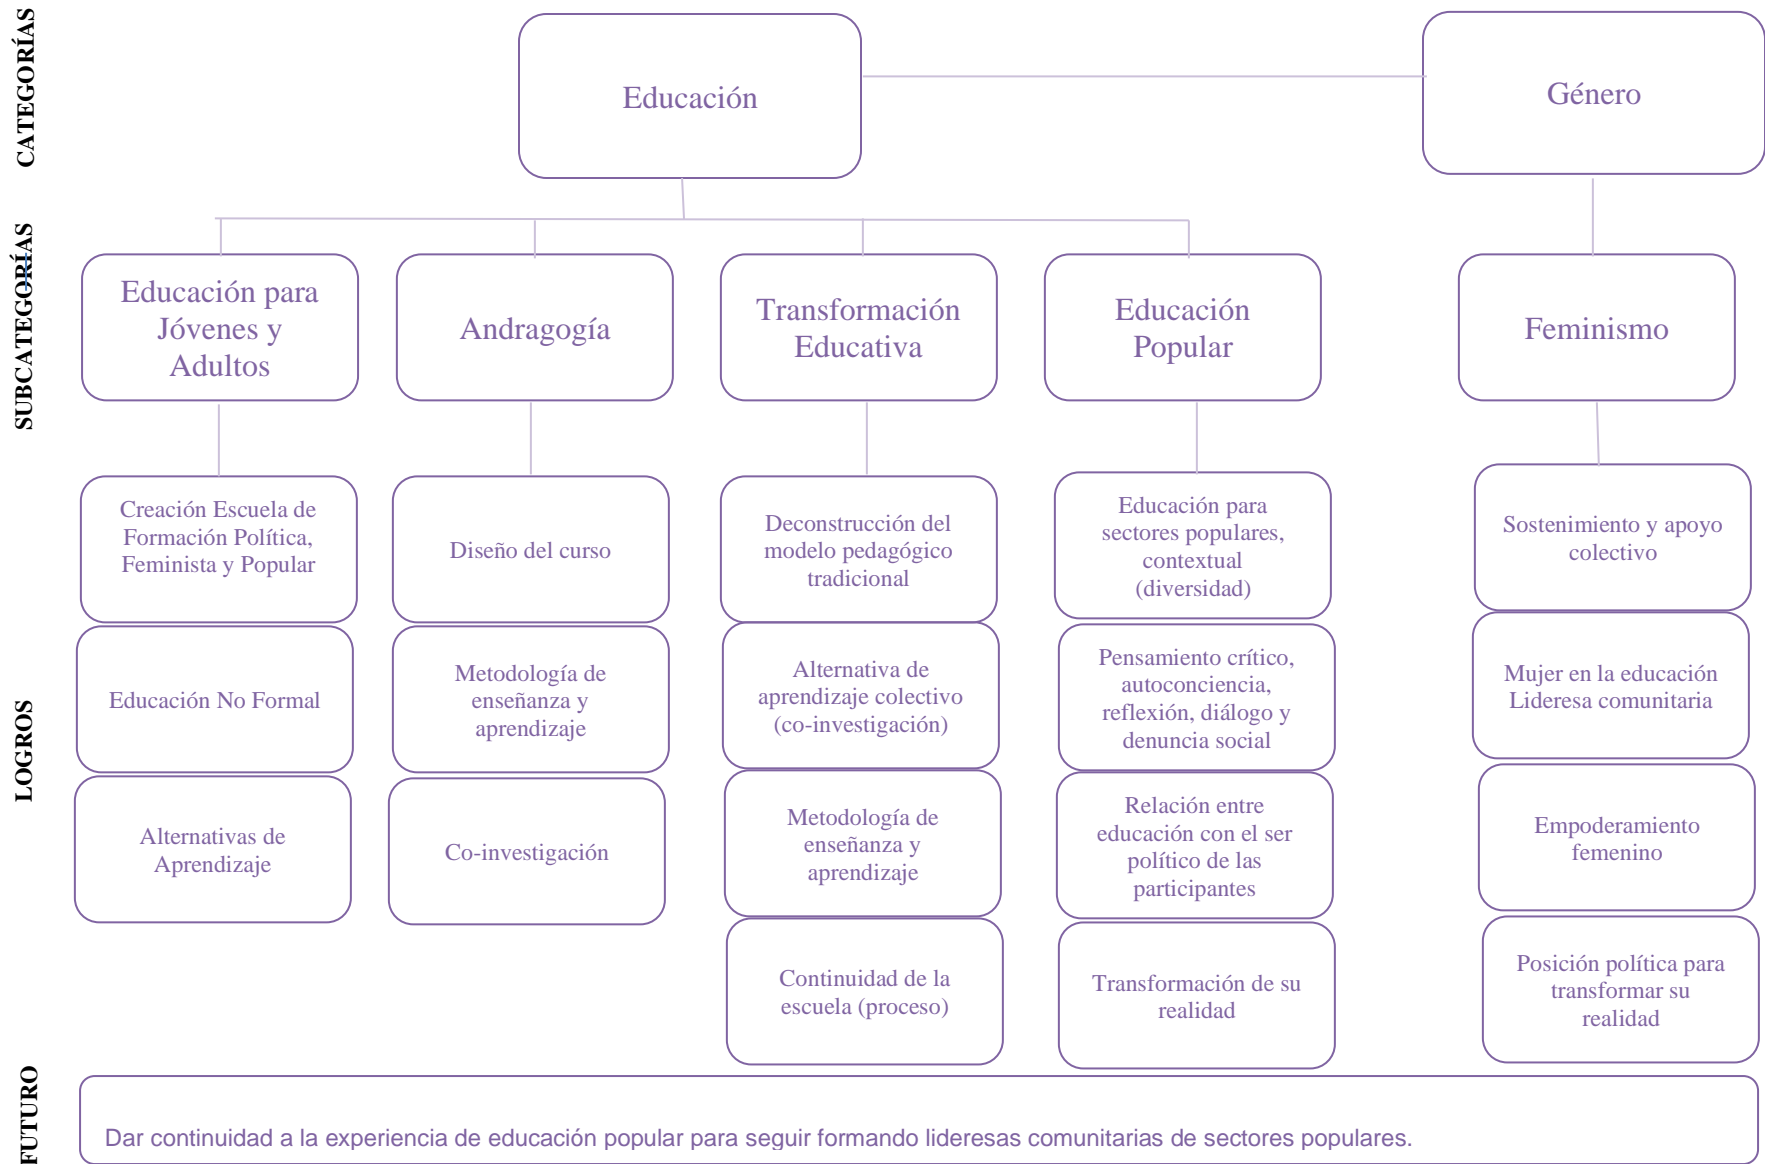 CATEGORÍAS
Educación
Género
SUBCATEGORÍAS
Educación para
Jóvenes y
Adultos
Andragogía
Transformación
Educativa
Educación
Popular
Feminismo
LOGROS
Creación Escuela de
Formación Política,
Feminista y Popular
Educación No Formal
Alternativas de
Aprendizaje
Diseño del curso
Metodología de
enseñanza y
aprendizaje
Co-investigación
Deconstrucción del
modelo pedagógico
tradicional
Alternativa de
aprendizaje colectivo
(co-investigación)
Metodología de
enseñanza y
aprendizaje
Continuidad de la
escuela (proceso)
Educación para
sectores populares,
contextual
(diversidad)
Pensamiento crítico,
autoconciencia,
reflexión, diálogo y
denuncia social
Relación entre
educación con el ser
político de las
participantes
Transformación de su
realidad
Sostenimiento y apoyo
colectivo
Mujer en la educación
Lideresa comunitaria
Empoderamiento
femenino
Posición política para
transformar su
realidad
FUTURO
Dar continuidad a la experiencia de educación popular para seguir formando lideresas comunitarias de sectores populares.